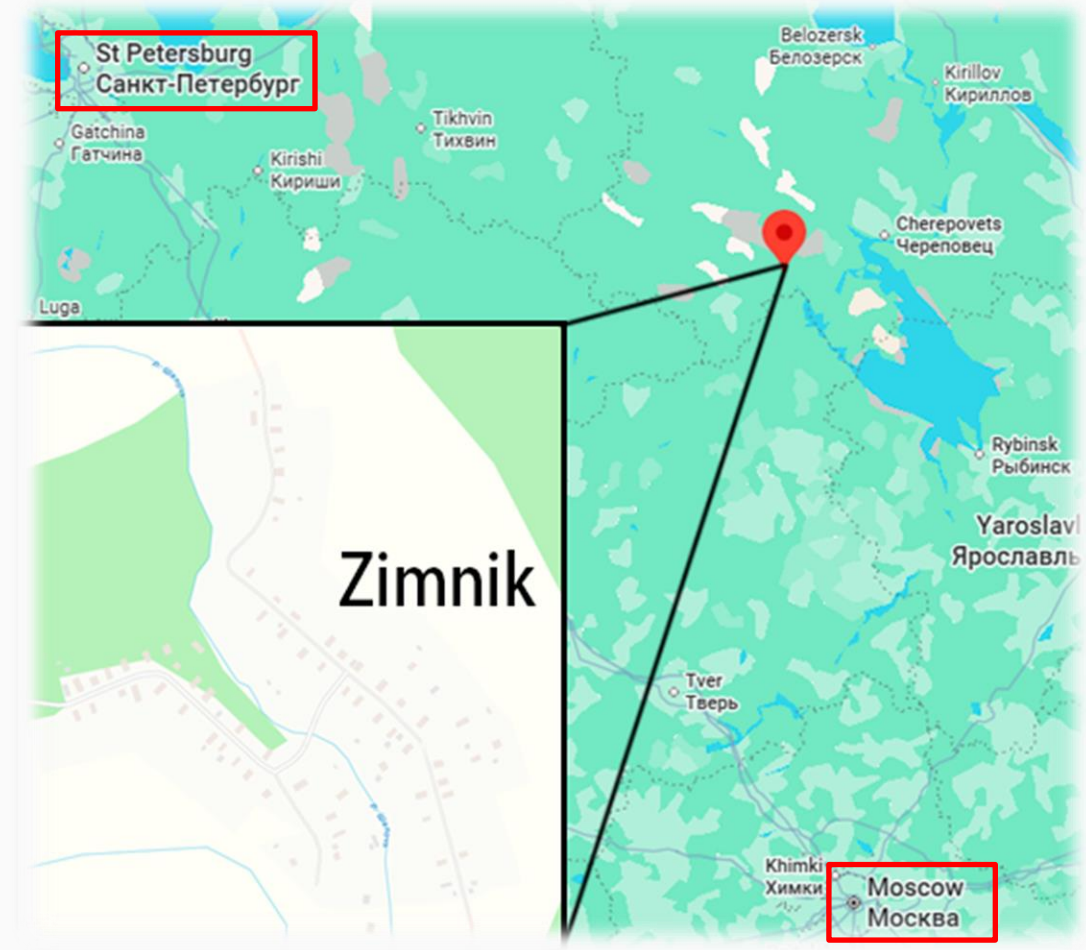 St Petersburg
Санкт-Петербург
Belozersk
Белозерск
Kirillov
Кириллов
Tikhvin
Тихвин
Gatchina
Гатчина
Kirishi
Кириши
Cherepovets
Череповец
Luga
Rybinsk
Рыбинск
Yaroslavl
Ярославль
Zimnik
Tver
Тверь
Khimki
Химки
Moscow
Москва